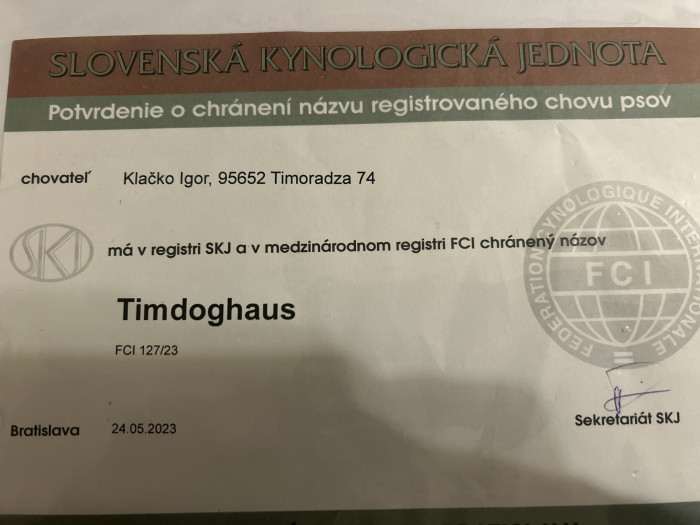 SLOVENSKÁ KYNOLOGICKÁ JEDNOTA
Potvrdenie o chránení názvu registrovaného chovu psov
chovateľ Klačko Igor, 95652 Timoradza 74
SKJ
má v registri SKJ a v medzinárodnom registri FCI chránený názov
FEDERATION CYNOLOGIQUE INTERNATIONALE
FCI
Timdoghaus
FCI 127/23
Sekretariát SKJ
Bratislava 24.05.2023